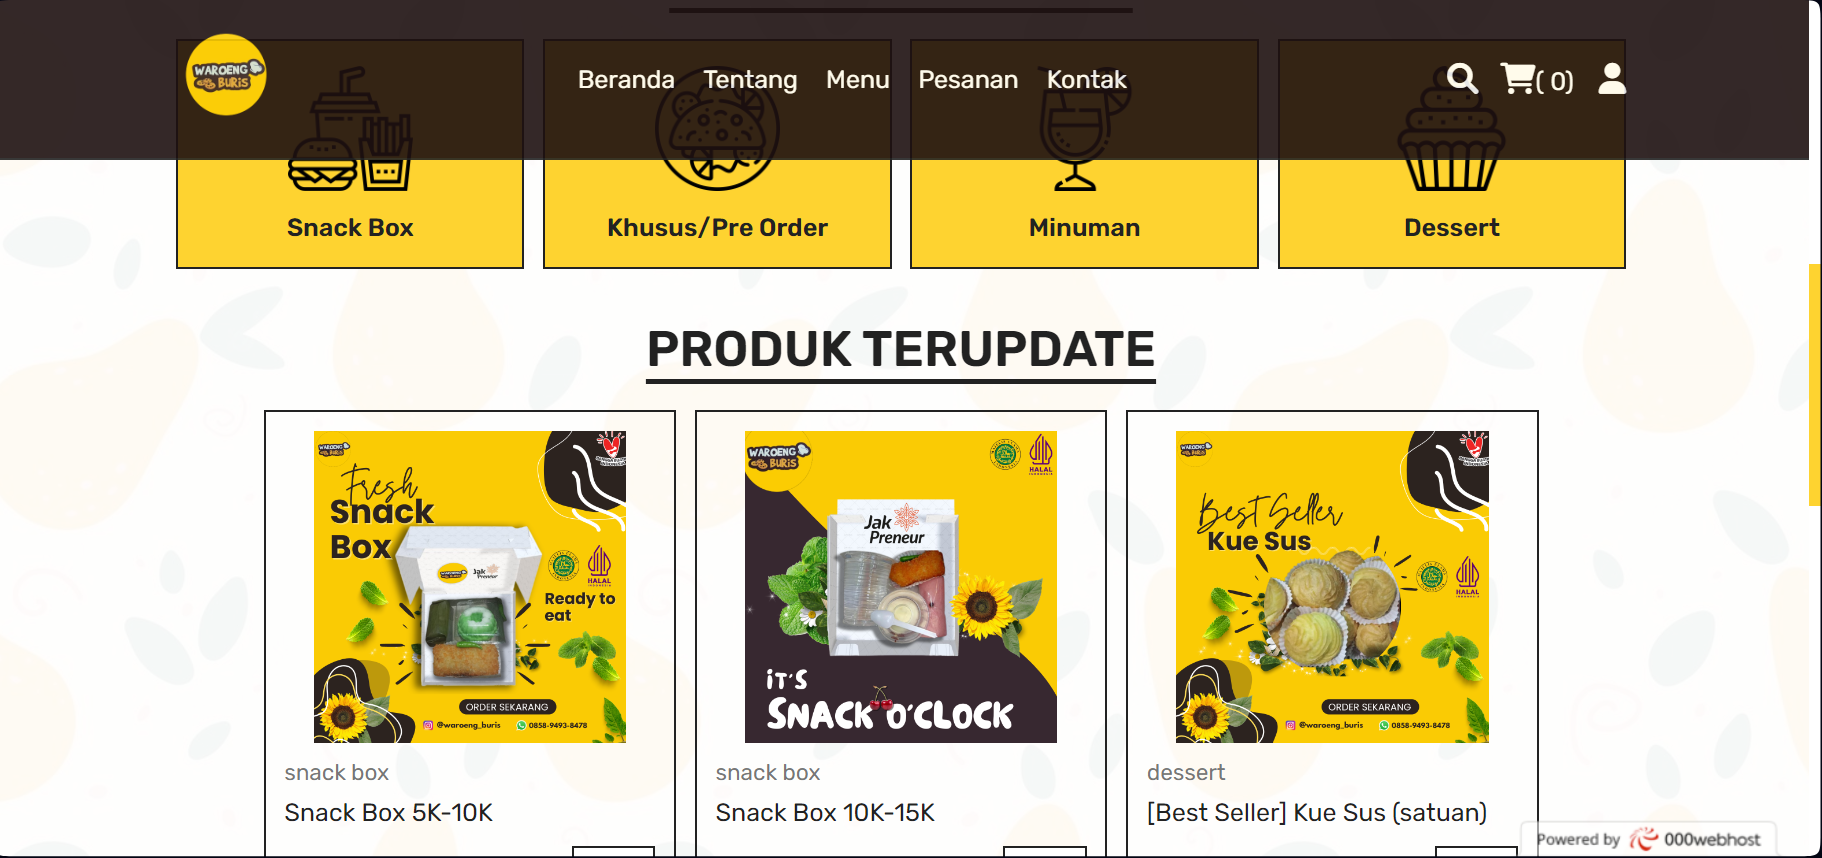 WAROENG
BURIS
Beranda Tentang Menu Pesanan Kontak
( 0)
Snack Box
Khusus/Pre Order
Minuman
Dessert
PRODUK TERUPDATE
WAROENG
BURIS
Fresh
Snack
Box
Jak
Preneur
HALAL
INDONESIA
Ready to
eat
ORDER SEKARANG
@waroeng_buris 0858-9493-8478
snack box
Snack Box 5K-10K
WAROENG
BURIS
HALAL
INDONESIA
Jak
Preneur
iT'S
SNACK O'CLOCK
snack box
Snack Box 10K-15K
WAROENG
BURIS
Best Seller
Kue Sus
HALAL
INDONESIA
ORDER SEKARANG
@waroeng_buris 0858-9493-8478
dessert
[Best Seller] Kue Sus (satuan)
Powered by 000webhost